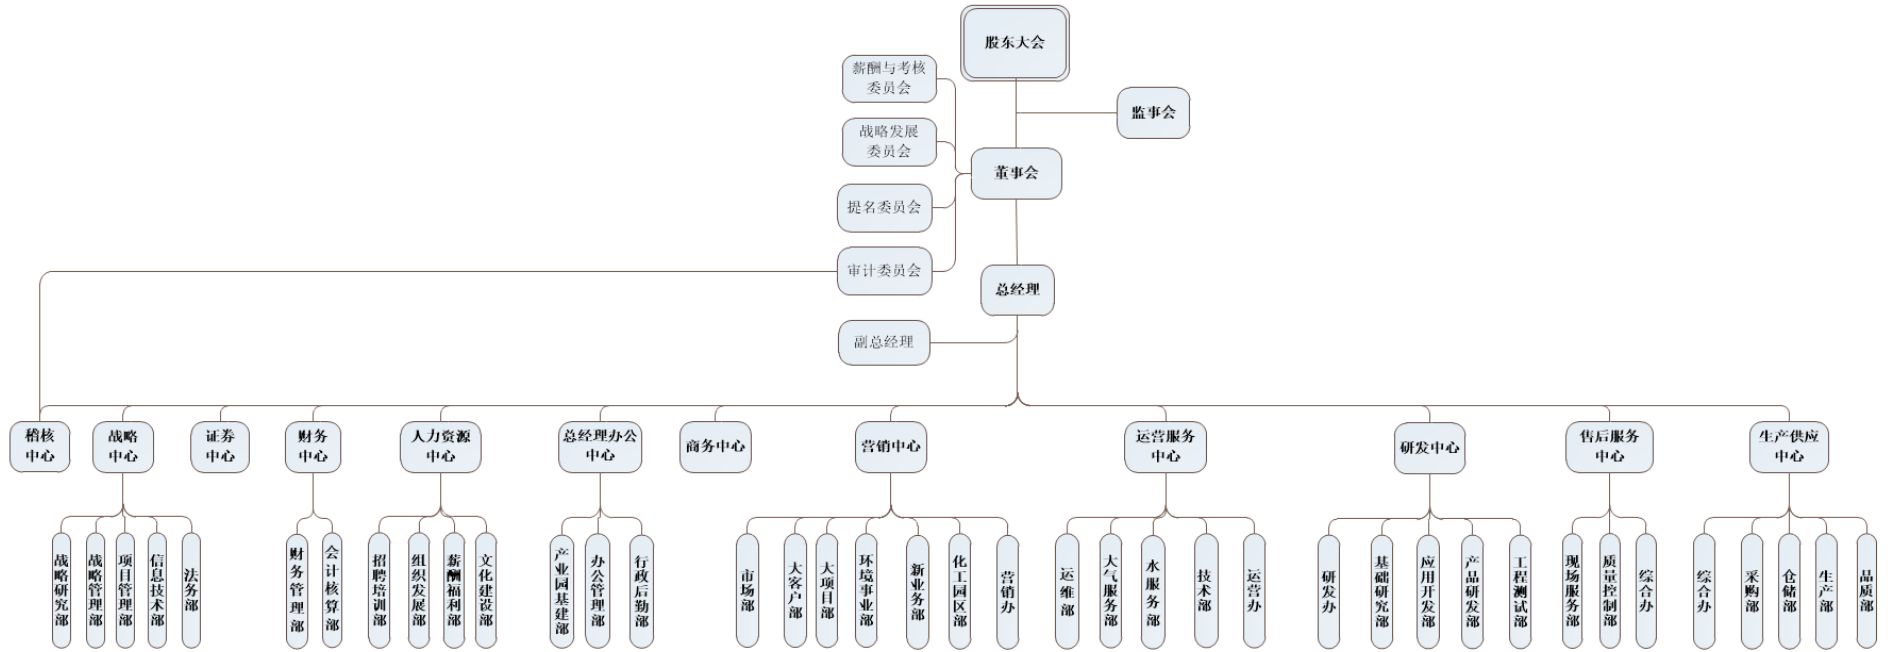 股东大会
薪酬与考核
委员会
监事会
战略发展
委员会
董事会
提名委员会
审计委员会
总经理
副总经理
稽核
中心
战略
中心
证券
中心
财务
中心
人力资源
中心
总经理办公
中心
商务中心
营销中心
运营服务
中心
研发中心
售后服务
中心
生产供应
中心
战略研究部
战略管理部
项目管理部
信息技术部
法务部
财务管理部
会计核算部
招聘培训部
组织发展部
薪酬福利部
文化建设部
产业园基建部
办公管理部
行政后勤部
市场部
大客户部
大项目部
环境事业部
新业务部
化工园区部
营销办
运维部
大气服务部
水服务部
技术部
运营办
研发办
基础研究部
应用开发部
产品研发部
工程测试部
现场服务部
质量控制部
综合办
综合办
采购部
仓储部
生产部
品质部